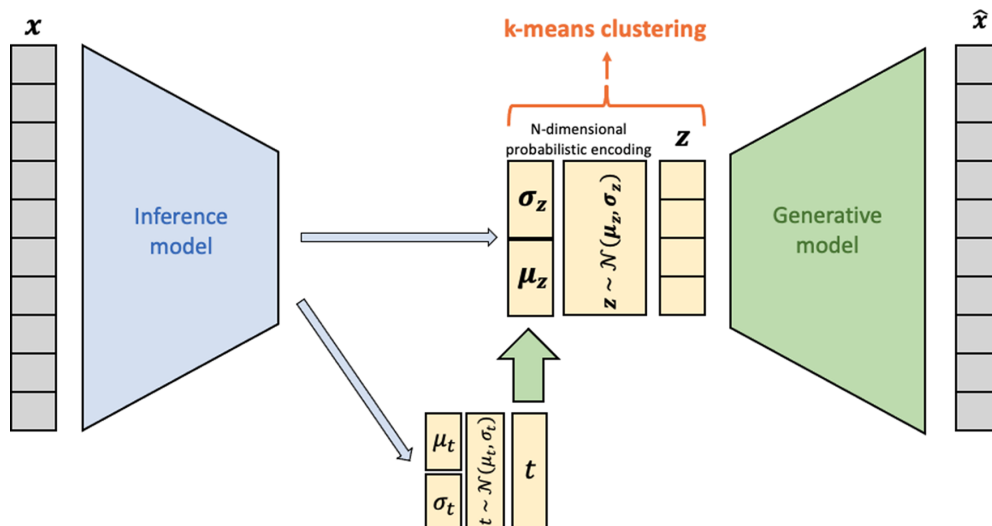 x
x̂
k-means clustering
N-dimensional
probabilistic encoding
z
Inference
model
σz
μz
z ~ 𝒩(μz, σz)
Generative
model
μt
σt
t ~ 𝒩(μt, σt)
t